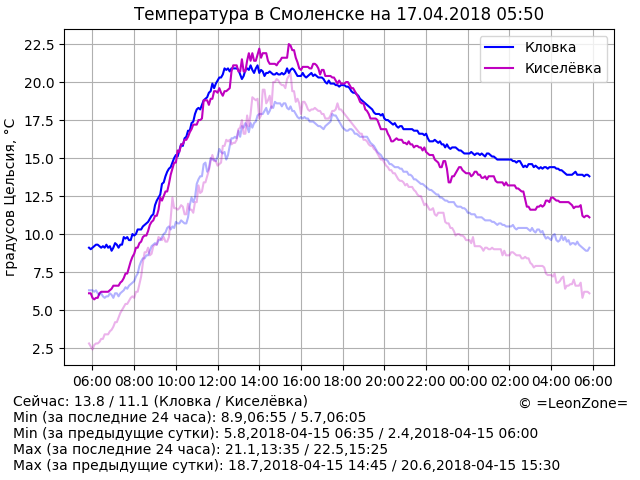 Температура в Смоленске на 17.04.2018 05:50
градусов Цельсия, °C
22.5
20.0
17.5
15.0
12.5
10.0
7.5
5.0
2.5
Кловка
Киселёвка
06:00 08:00 10:00 12:00 14:00 16:00 18:00 20:00 22:00 00:00 02:00 04:00 06:00
Сейчас: 13.8 / 11.1 (Кловка / Киселёвка)
© =LeonZone=
Min (за последние 24 часа): 8.9,06:55 / 5.7,06:05
Min (за предыдущие сутки): 5.8,2018-04-15 06:35 / 2.4,2018-04-15 06:00
Max (за последние 24 часа): 21.1,13:35 / 22.5,15:25
Max (за предыдущие сутки): 18.7,2018-04-15 14:45 / 20.6,2018-04-15 15:30